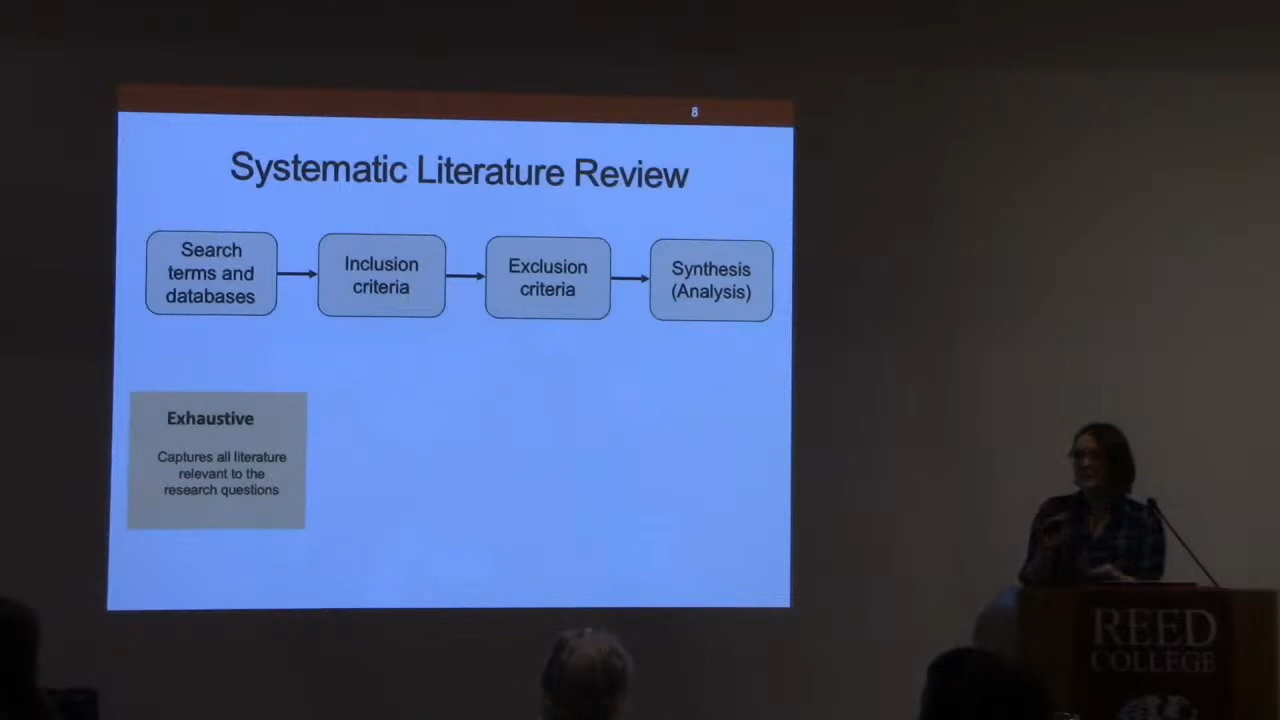 8
Systematic Literature Review
Search
terms and
databases
Inclusion
criteria
Exclusion
criteria
Synthesis
(Analysis)
Exhaustive
Captures all literature
relevant to the
research questions
REED
COLLEGE